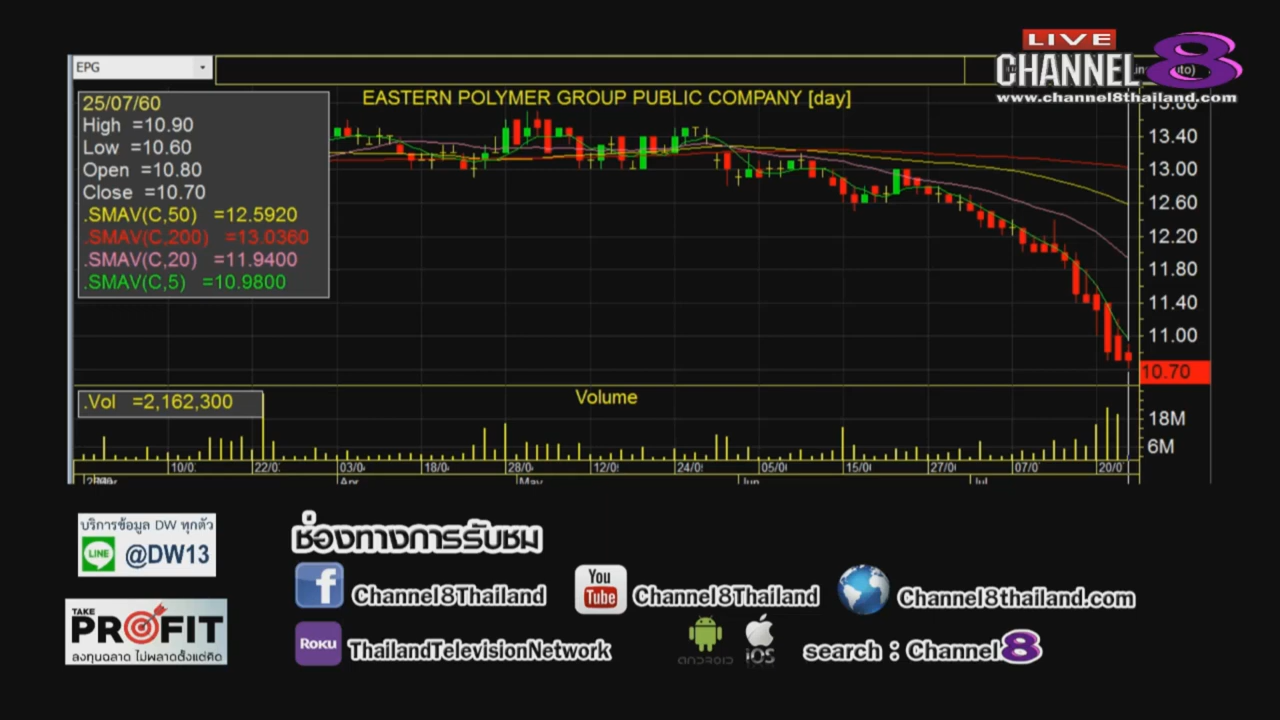 EPG
LIVE
CHANNEL 8
www.channel8thailand.com
EASTERN POLYMER GROUP PUBLIC COMPANY [day]
25/07/60
High =10.90
Low =10.60
Open =10.80
Close =10.70
.SMAV(C,50) =12.5920
.SMAV(C,200) =13.0360
.SMAV(C,20) =11.9400
.SMAV(C,5) =10.9800
13.40
13.00
12.60
12.20
11.80
11.40
11.00
10.70
.Vol =2,162,300
Volume
18M
6M
10/0
22/0
03/0
18/0
28/0
12/0
24/0
05/0
15/0
27/0
07/0
20/0
Apr
May
Jun
Jul
บริการข้อมูล DW ทุกตัว
LINE @DW13
TAKE
PROFIT
ลงทุนฉลาด ไม่พลาดตั้งแต่คิด
ช่องทางการรับชม
f Channel8Thailand
You Tube Channel8Thailand
Channel8thailand.com
ROKU ThailandTelevisionNetwork
ANDROID iOS
search : Channel 8